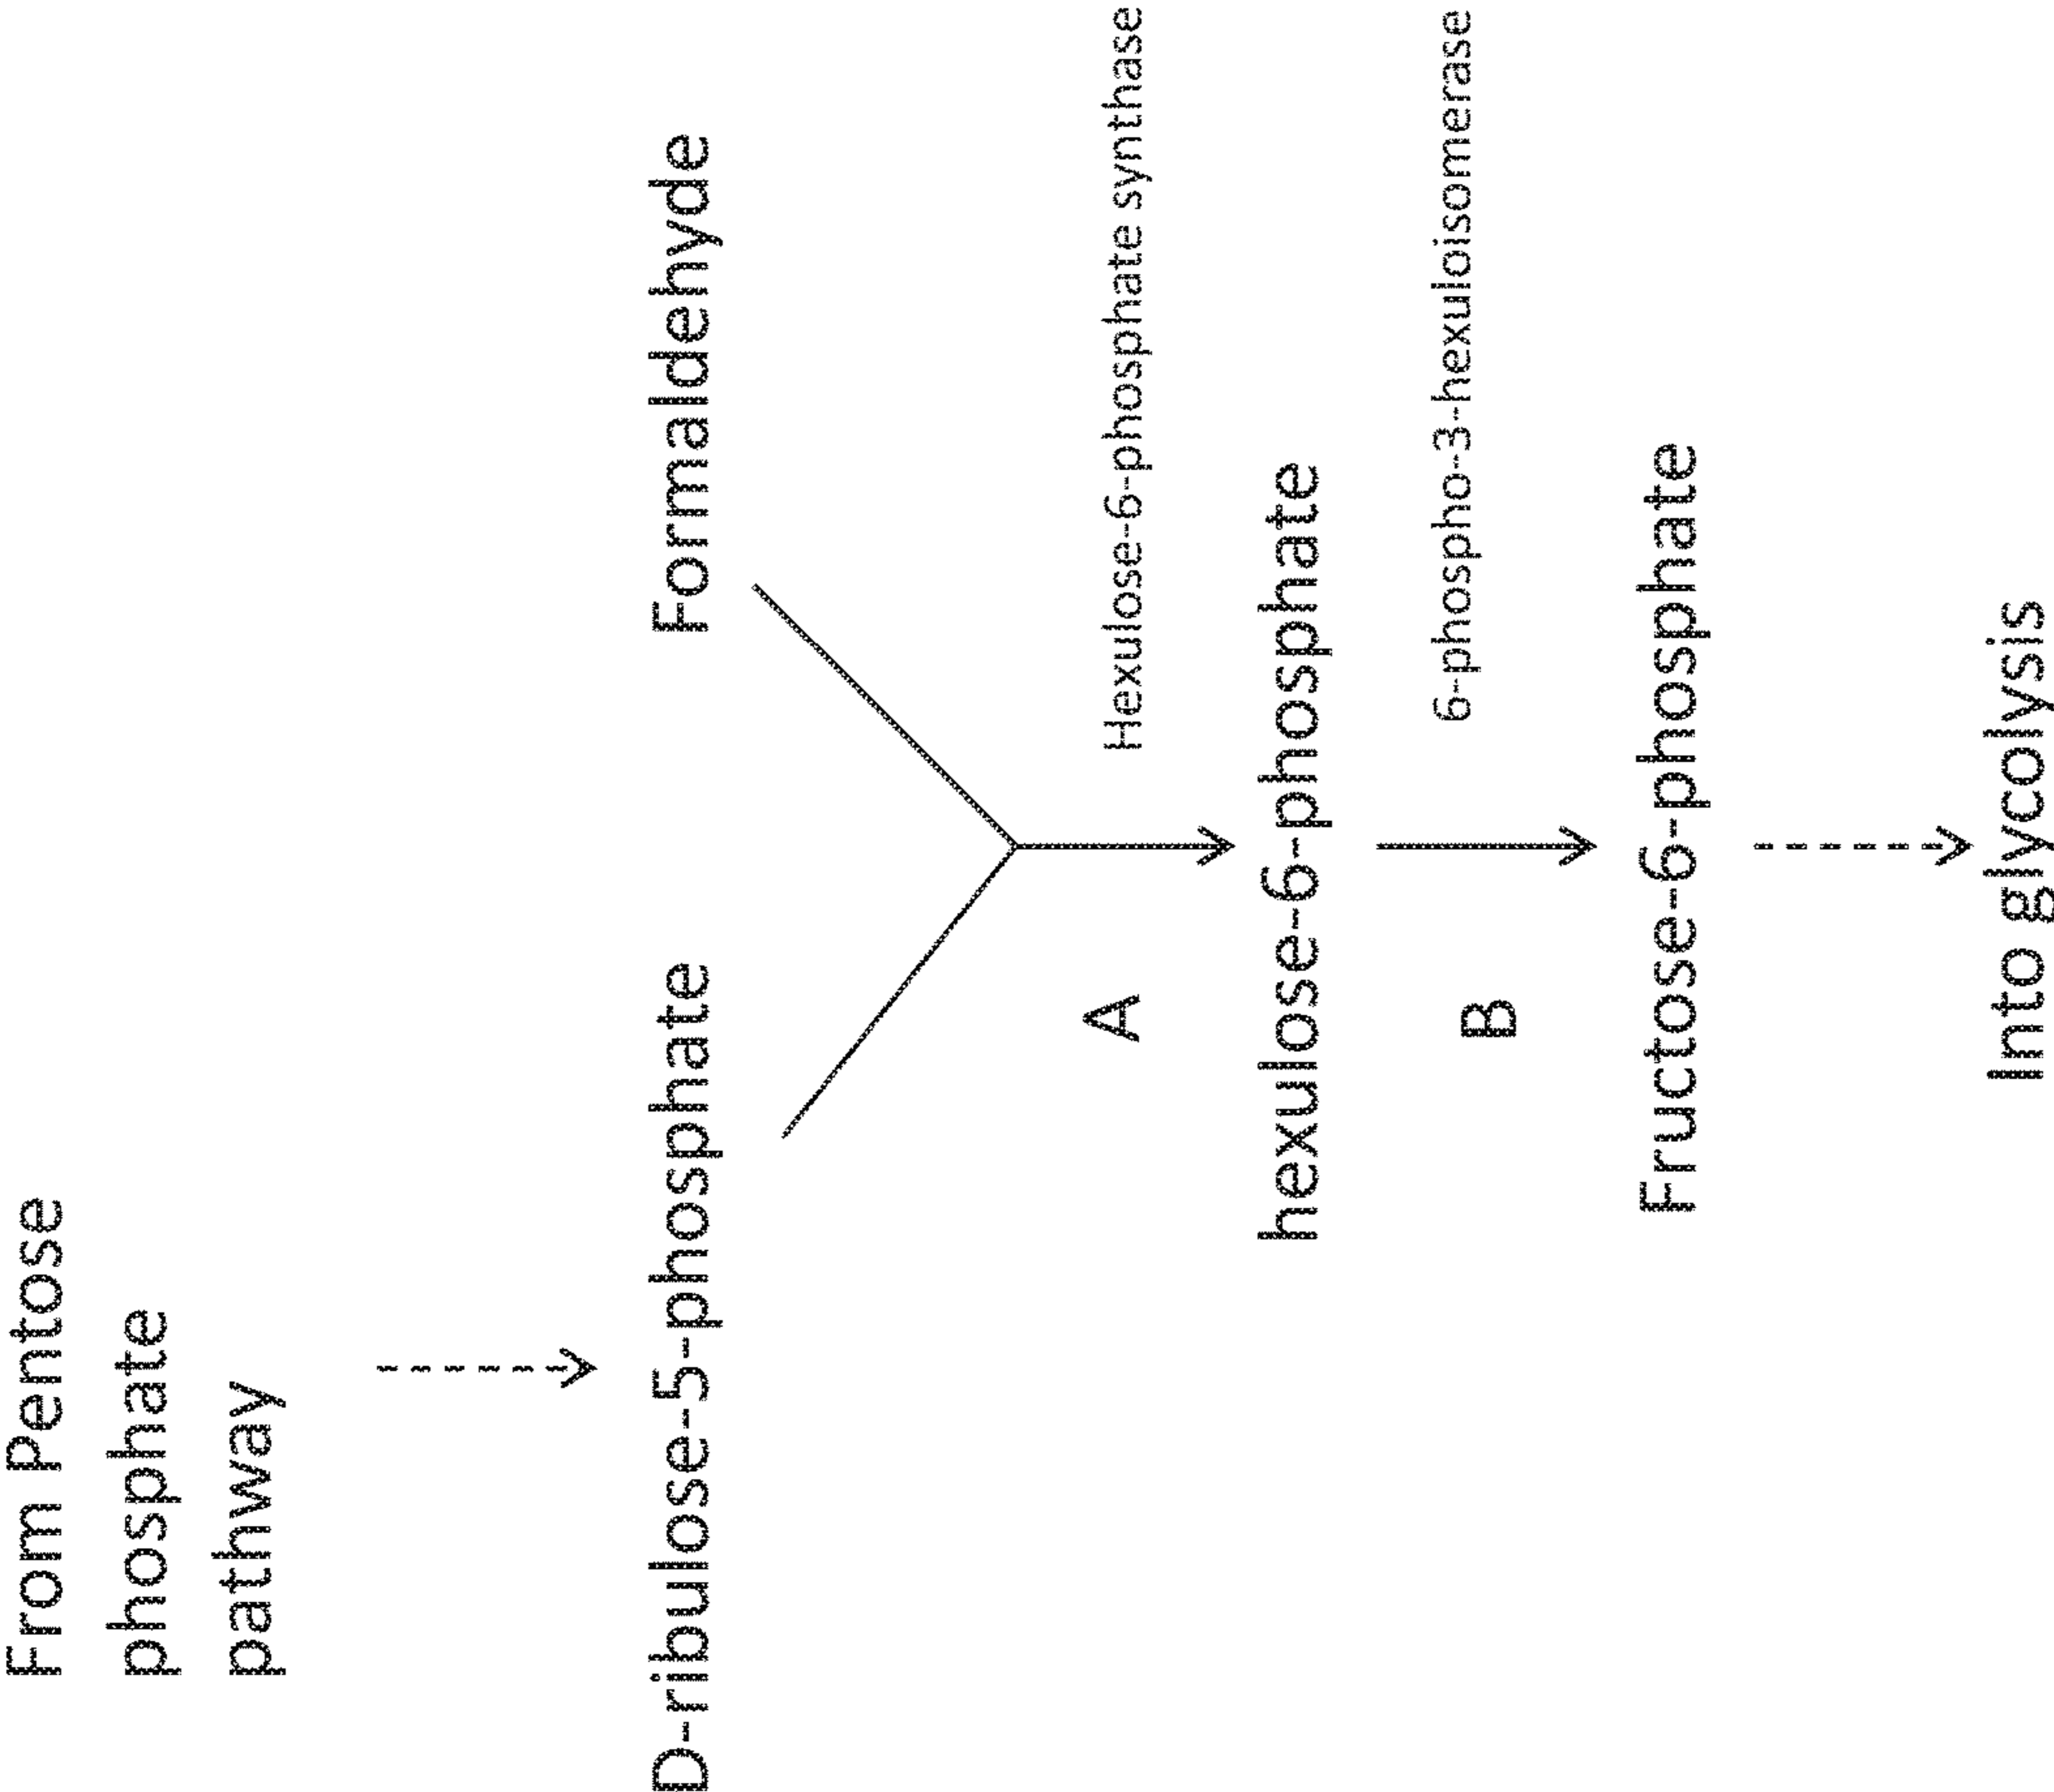 From Pentose
phosphate
pathway
D-ribulose-5-phosphate
Formaldehyde
A
Hexulose-6-phosphate synthase
hexulose-6-phosphate
B
6-phospho-3-hexuloisomerase
Fructose-6-phosphate
Into glycolysis